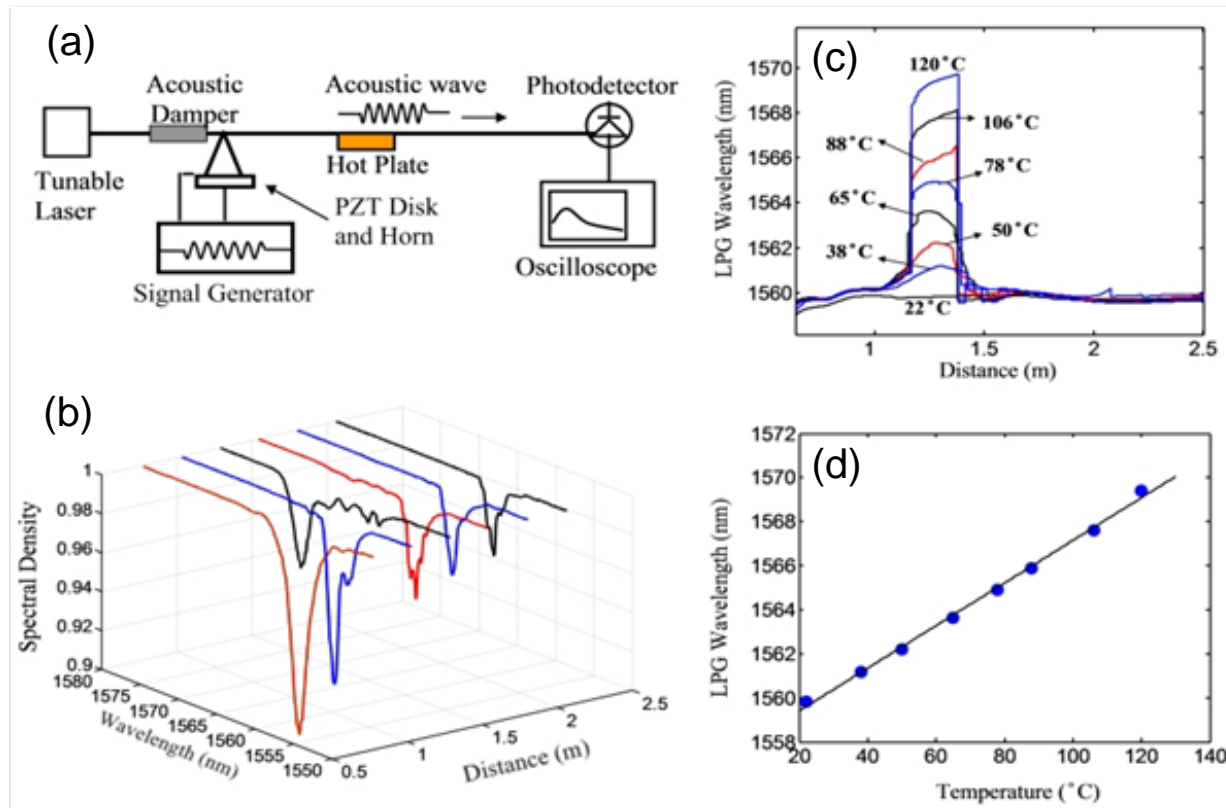 (a)
Acoustic
Damper
Acoustic wave
Photodetector
Tunable
Laser
Hot Plate
PZT Disk
and Horn
Signal Generator
Oscilloscope
(b)
1
0.98
0.96
0.94
0.92
0.9
Spectral Density
1580
1575
1570
1565
1560
1555
1550
Wavelength (nm)
0.5
1
1.5
2
2.5
Distance (m)
(c)
1570
1568
1566
1564
1562
1560
LPG Wavelength (nm)
120˚C
106˚C
88˚C
78˚C
65˚C
50˚C
38˚C
22˚C
1
1.5
2
2.5
Distance (m)
(d)
1572
1570
1568
1566
1564
1562
1560
1558
LPG Wavelength (nm)
20
40
60
80
100
120
140
Temperature (˚C)